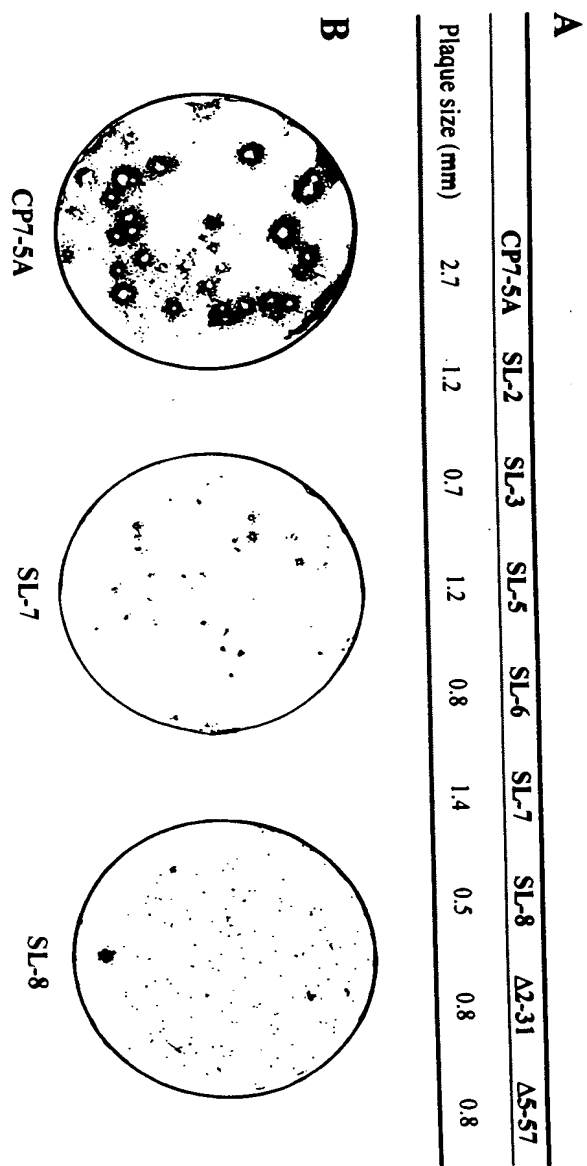 A
CP7-5A SL-2 SL-3 SL-5 SL-6 SL-7 SL-8 Δ2-31 Δ5-57
Plaque size (mm) 2.7 1.2 0.7 1.2 0.8 1.4 0.5 0.8 0.8
B
CP7-5A SL-7 SL-8